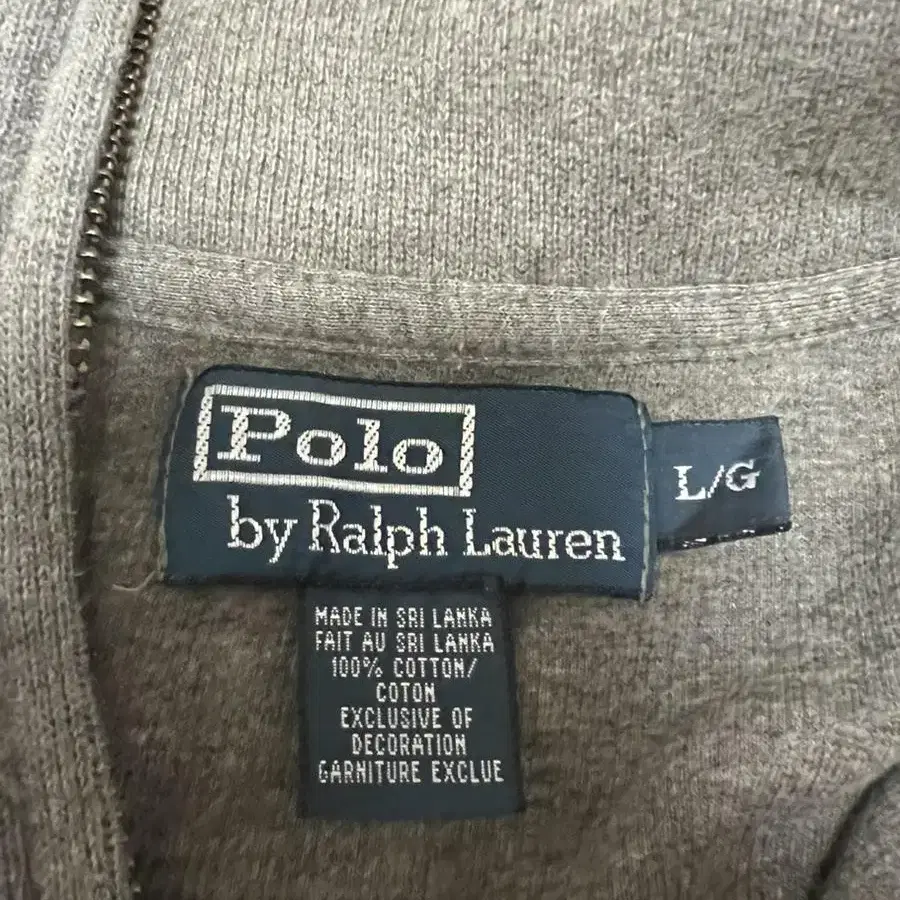 Polo
by Ralph Lauren
L/G
MADE IN SRI LANKA
FAIT AU SRI LANKA
100% COTTON/
COTON
EXCLUSIVE OF
DECORATION
GARNITURE EXCLUE